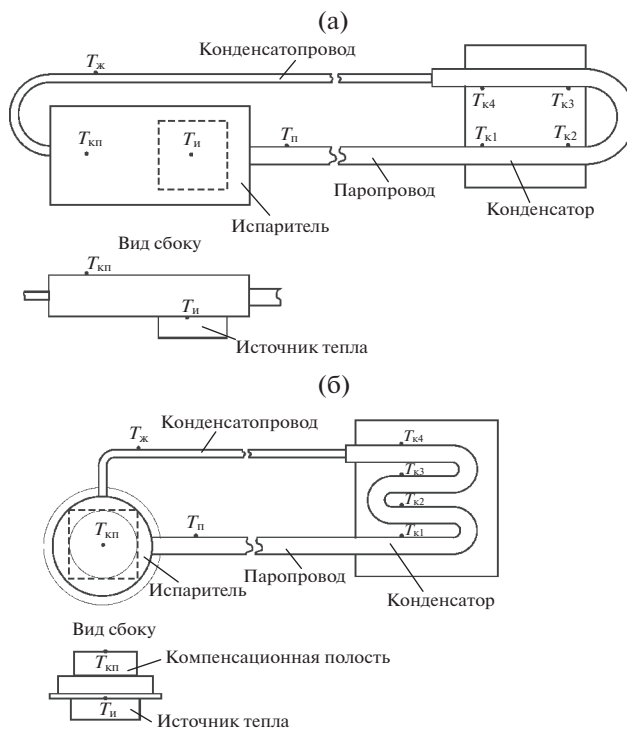 (а)
Конденсатопровод
Tж
Tк4
Tк3
Tкп
Tи
Tп
Tк1
Tк2
Паропровод
Конденсатор
Испаритель
Вид сбоку
Tкп
Tи
Источник тепла
(б)
Конденсатопровод
Tж
Tк4
Tк3
Tк2
Tп
Tк1
Tкп
Паропровод
Испаритель
Конденсатор
Вид сбоку
Tкп
Компенсационная полость
Tи
Источник тепла